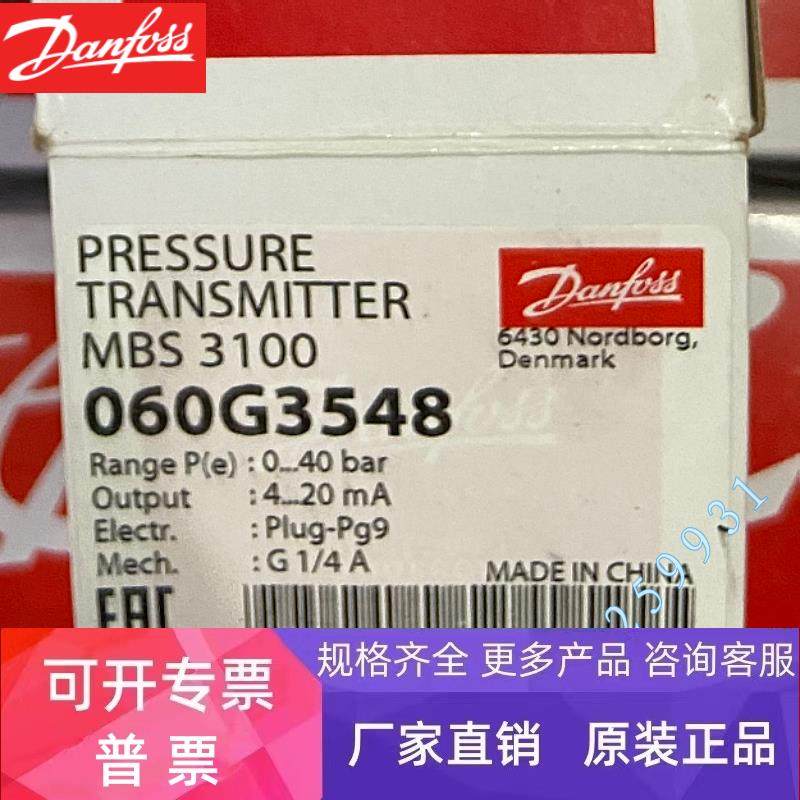 Danfoss
PRESSURE
TRANSMITTER
MBS 3100
Danfoss
6430 Nordborg,
Denmark
060G3548
Danfoss
Range P(e) : 0...40 bar
Output : 4...20 mA
Electr. : Plug-Pg9
Mech. : G 1/4 A
MADE IN CHINA
EAC
259931
可开专票
普票
规格齐全 更多产品 咨询客服
厂家直销 原装正品